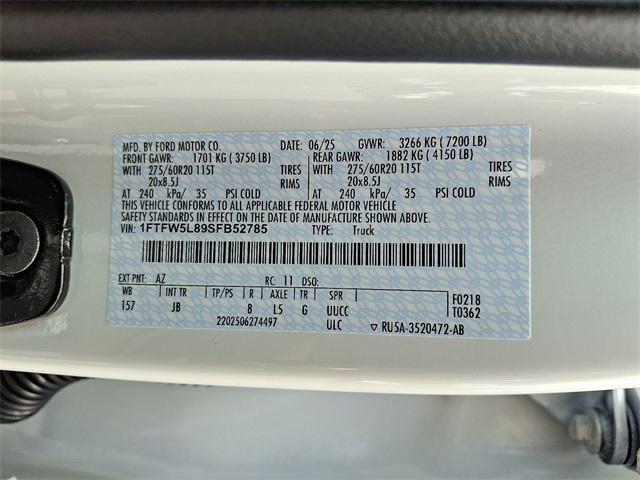 MFD. BY FORD MOTOR CO. DATE: 06/25 GVWR: 3266 KG ( 7200 LB)
FRONT GAWR: 1701 KG ( 3750 LB) REAR GAWR: 1882 KG ( 4150 LB)
WITH 275/60R20 115T TIRES WITH 275/60R20 115T TIRES
20x8.5J RIMS 20x8.5J RIMS
AT 240 kPa/ 35 PSI COLD AT 240 kPa/ 35 PSI COLD
THIS VEHICLE CONFORMS TO ALL APPLICABLE FEDERAL MOTOR VEHICLE
SAFETY STANDARDS IN EFFECT ON THE DATE OF MANUFACTURE SHOWN ABOVE.
VIN: 1FTFW5L89SFB52785 TYPE: Truck
EXT PNT: AZ RC: 11 DSO:
WB INT TR TP/PS R AXLE TR SPR F0218
157 JB 8 L5 G UUCC T0362
2202506274497 ULC RU5A-3520472-AB